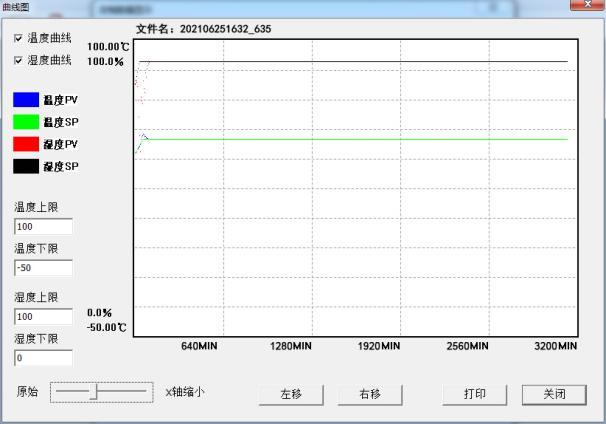 曲线图
文件名：202106251632_635
温度曲线
100.00℃
湿度曲线
100.0%
温度PV
温度SP
湿度PV
湿度SP
温度上限
100
温度下限
-50
湿度上限
100
0.0%
-50.00℃
湿度下限
0
640MIN
1280MIN
1920MIN
2560MIN
3200MIN
原始
X轴缩小
左移
右移
打印
关闭